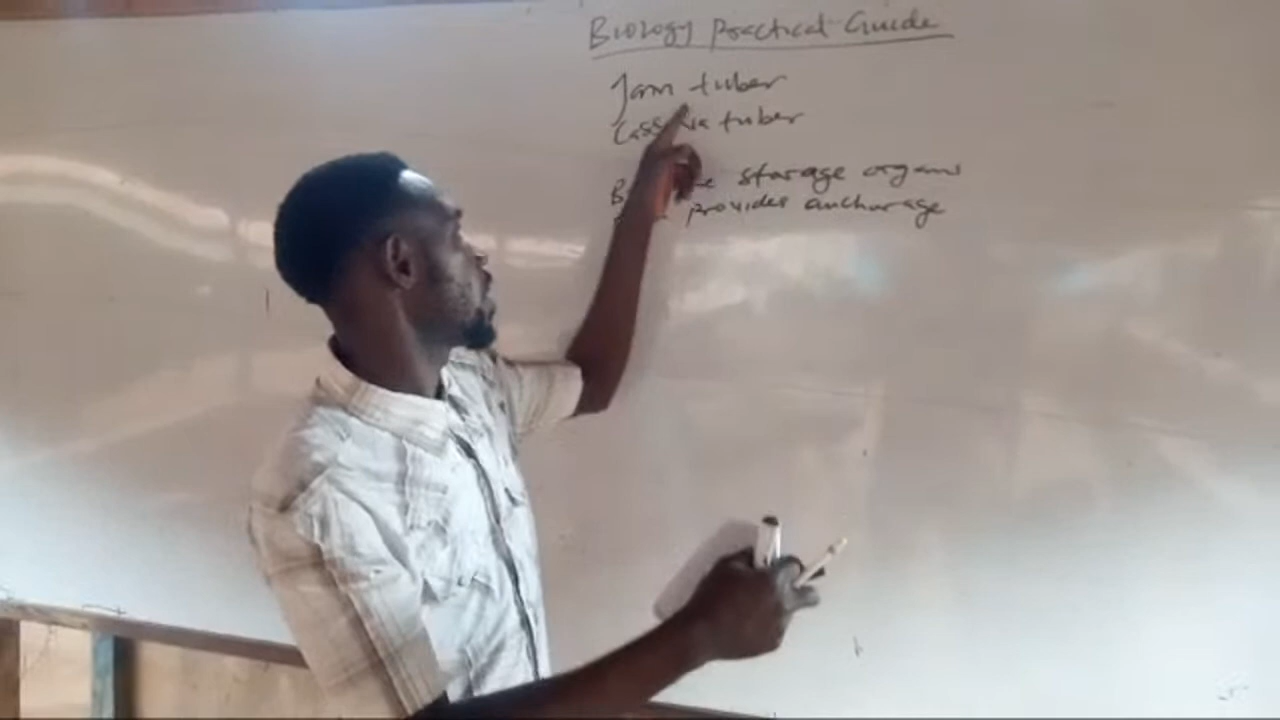 Biology Practical Guide
Yam tuber
tuber
storage organs
provides anchorage